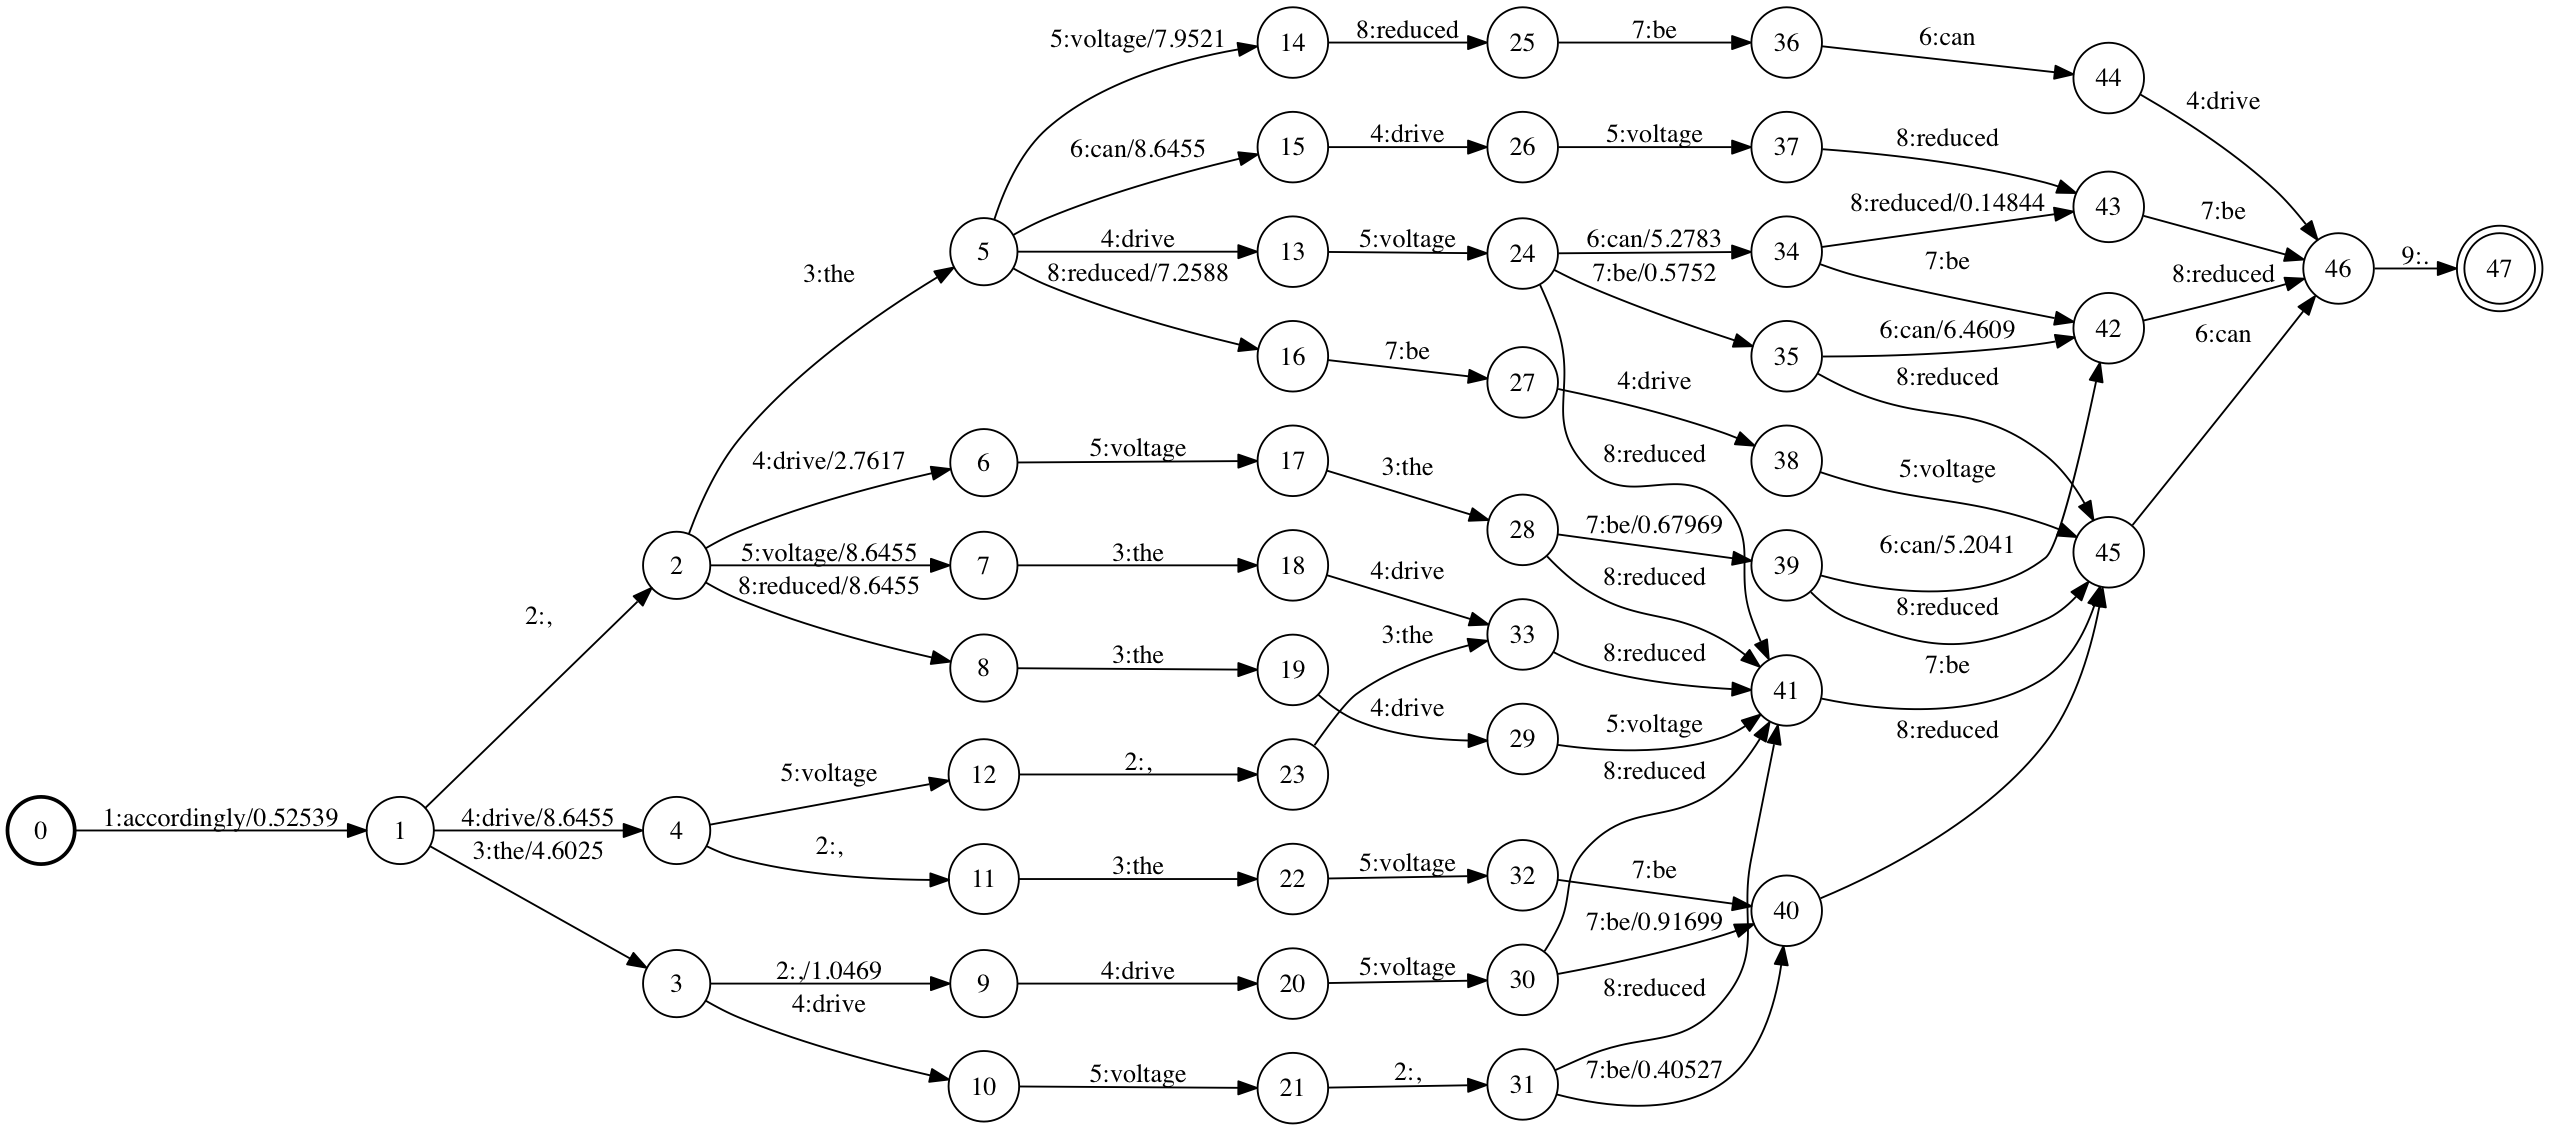 0
1:accordingly/0.52539
1
2:,
4:drive/8.6455
3:the/4.6025
2
4
3
3:the
4:drive/2.7617
5:voltage/8.6455
8:reduced/8.6455
5:voltage
2:,
2:,/1.0469
4:drive
5
6
7
8
12
11
9
10
5:voltage/7.9521
6:can/8.6455
4:drive
8:reduced/7.2588
5:voltage
3:the
3:the
2:,
3:the
4:drive
5:voltage
14
15
13
16
17
18
19
23
22
20
21
8:reduced
4:drive
5:voltage
7:be
3:the
4:drive
3:the
4:drive
5:voltage
5:voltage
2:,
25
26
24
27
28
33
29
32
30
31
7:be
5:voltage
6:can/5.2783
7:be/0.5752
4:drive
8:reduced
7:be/0.67969
8:reduced
8:reduced
5:voltage
8:reduced
7:be
7:be/0.91699
8:reduced
7:be/0.40527
36
37
34
35
38
39
41
40
6:can
8:reduced
8:reduced/0.14844
7:be
6:can/6.4609
8:reduced
5:voltage
6:can/5.2041
8:reduced
7:be
8:reduced
44
43
42
45
4:drive
7:be
8:reduced
6:can
46
9:.
47